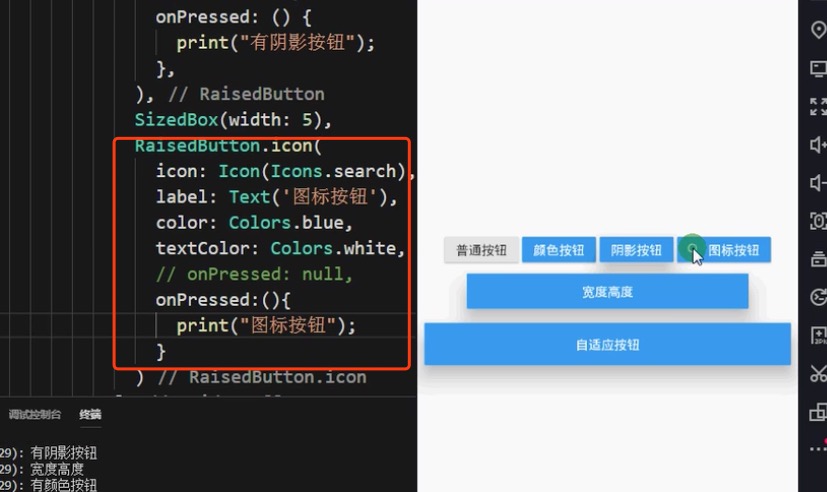 onPressed: () {
print("有阴影按钮");
},
), // RaisedButton
SizedBox(width: 5),
RaisedButton.icon(
icon: Icon(Icons.search),
label: Text('图标按钮'),
color: Colors.blue,
textColor: Colors.white,
// onPressed: null,
onPressed:(){
print("图标按钮");
}
) // RaisedButton.icon
调试控制台 终端
29): 有阴影按钮
29): 宽度高度
29): 有颜色按钮
普通按钮 颜色按钮 阴影按钮 图标按钮
宽度高度
自适应按钮